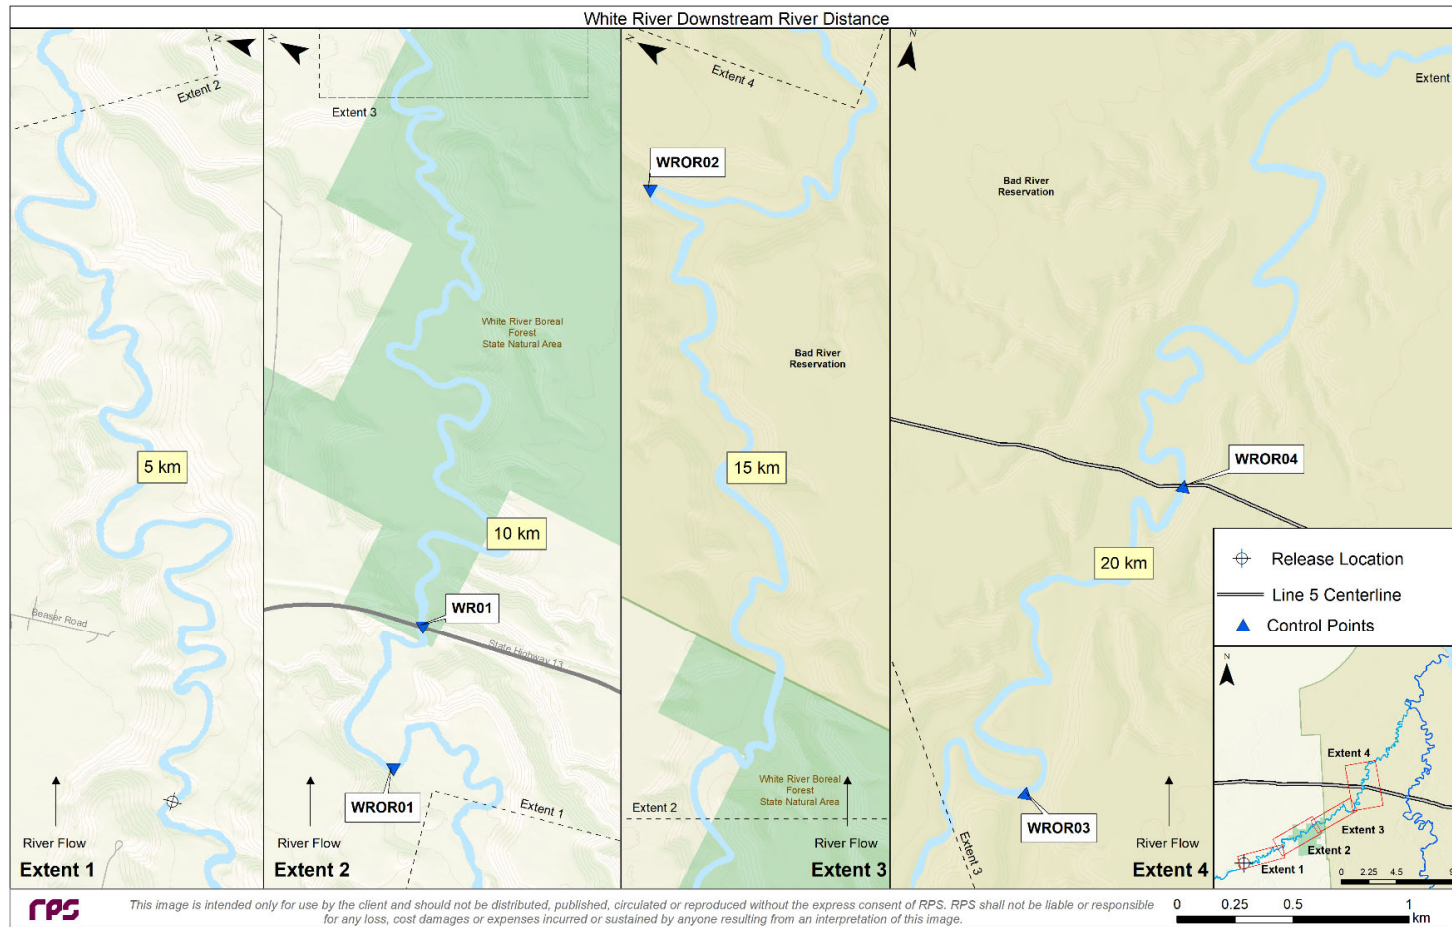 White River Downstream River Distance
N
Extent 2
5 km
Beaser Road
River Flow
Extent 1
N
Extent 3
White River Boreal
Forest
State Natural Area
10 km
WR01
State Highway 13
WROR01
Extent 1
River Flow
Extent 2
N
Extent 4
WROR02
Bad River
Reservation
15 km
White River Boreal
Forest
State Natural Area
Extent 2
River Flow
Extent 3
N
Extent
Bad River
Reservation
WROR04
20 km
WROR03
Extent 3
River Flow
Extent 4
Release Location
Line 5 Centerline
Control Points
N
Extent 4
Extent 3
Extent 2
Extent 1
0 2.25 4.5 9
rps
This image is intended only for use by the client and should not be distributed, published, circulated or reproduced without the express consent of RPS. RPS shall not be liable or responsible
for any loss, cost damages or expenses incurred or sustained by anyone resulting from an interpretation of this image.
0 0.25 0.5 1
km